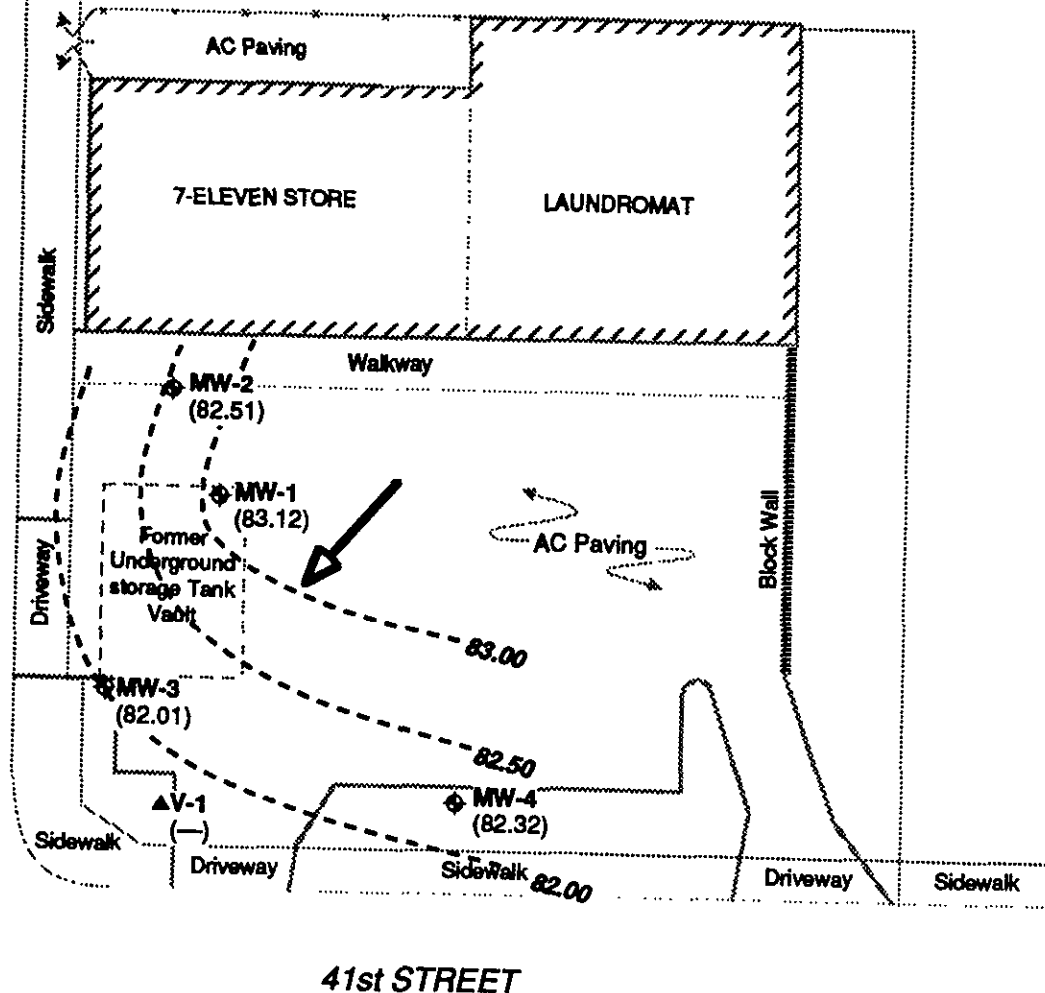 AC Paving
7-ELEVEN STORE
LAUNDROMAT
Sidewalk
Walkway
MW-2
(82.51)
MW-1
(83.12)
Former
Underground
storage Tank
Vault
AC Paving
Block Wall
Driveway
83.00
MW-3
(82.01)
82.50
V-1
(—)
MW-4
(82.32)
Sidewalk
Driveway
Sidewalk
82.00
Driveway
Sidewalk
41st STREET